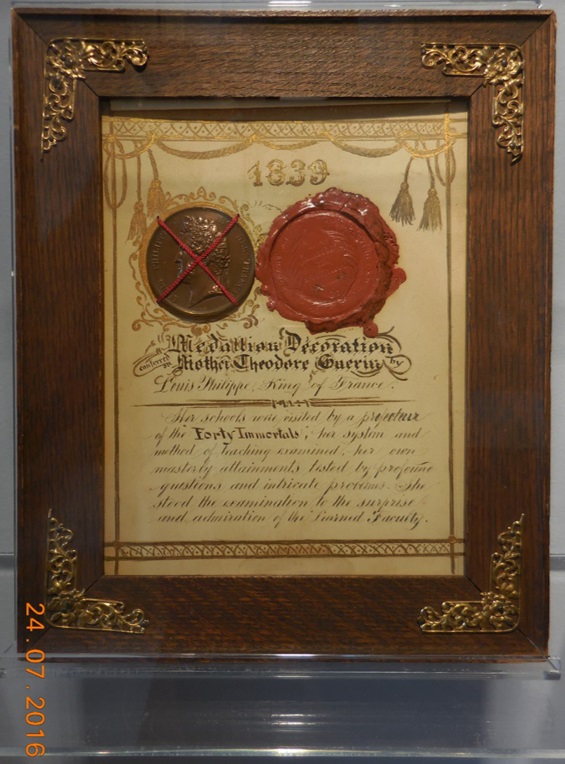 1839
Medallion Decoration
conferred on Mother Theodore Guerin by
Louis Philippe, King of France.
Her schools were visited by a professor
of the "Forty Immortals", her system and
method of teaching examined, her own
masterly attainments tested by profound
questions and intricate problems. She
stood the examination to the surprise
and admiration of the Learned Faculty.
24.07.2016